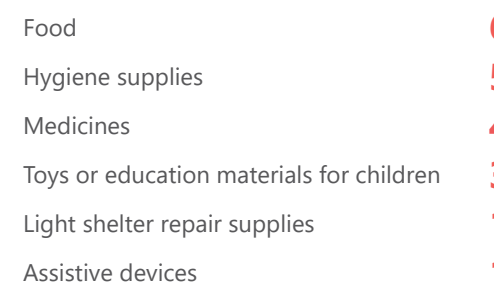 Food
Hygiene supplies
Medicines
Toys or education materials for children
Light shelter repair supplies
Assistive devices